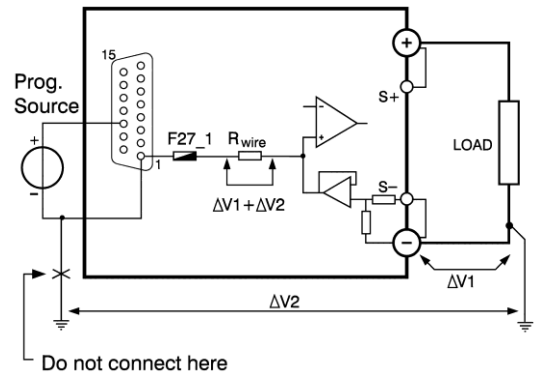 15
Prog.
Source
+
-
F27_1
Rwire
1
ΔV1+ΔV2
-
+
+
S+
LOAD
S-
-
ΔV1
ΔV2
Do not connect here